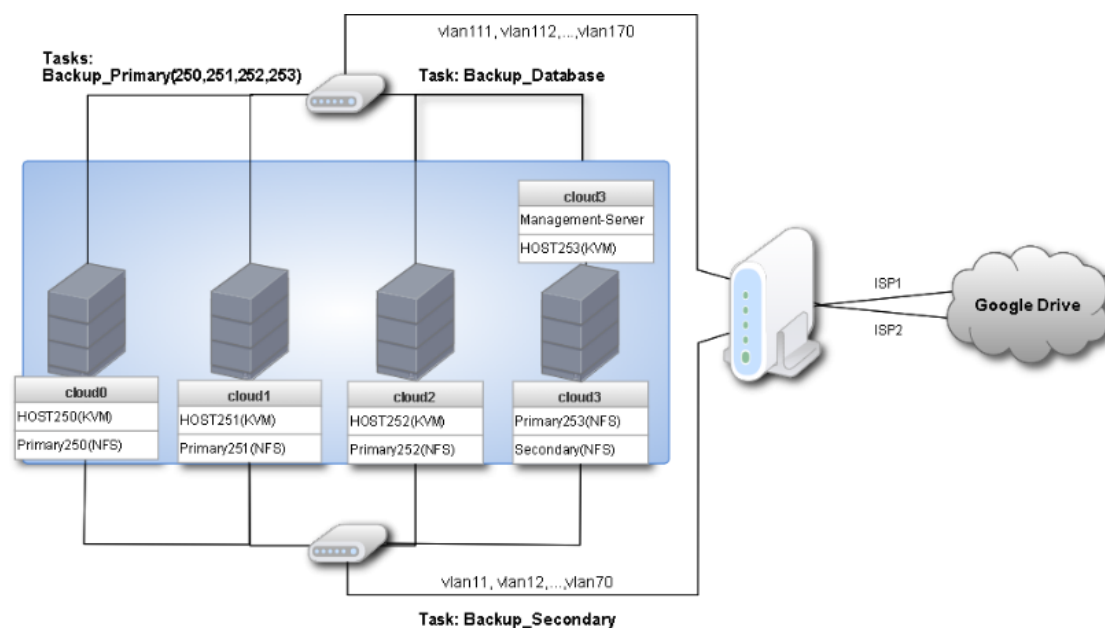 vlan111, vlan112,...,vlan170
Tasks:
Backup_Primary(250,251,252,253)
Task: Backup_Database
cloud3
Management-Server
HOST253(KVM)
ISP1
Google Drive
ISP2
cloud0
HOST250(KVM)
Primary250(NFS)
cloud1
HOST251(KVM)
Primary251(NFS)
cloud2
HOST252(KVM)
Primary252(NFS)
cloud3
Primary253(NFS)
Secondary(NFS)
vlan11, vlan12,...,vlan70
Task: Backup_Secondary